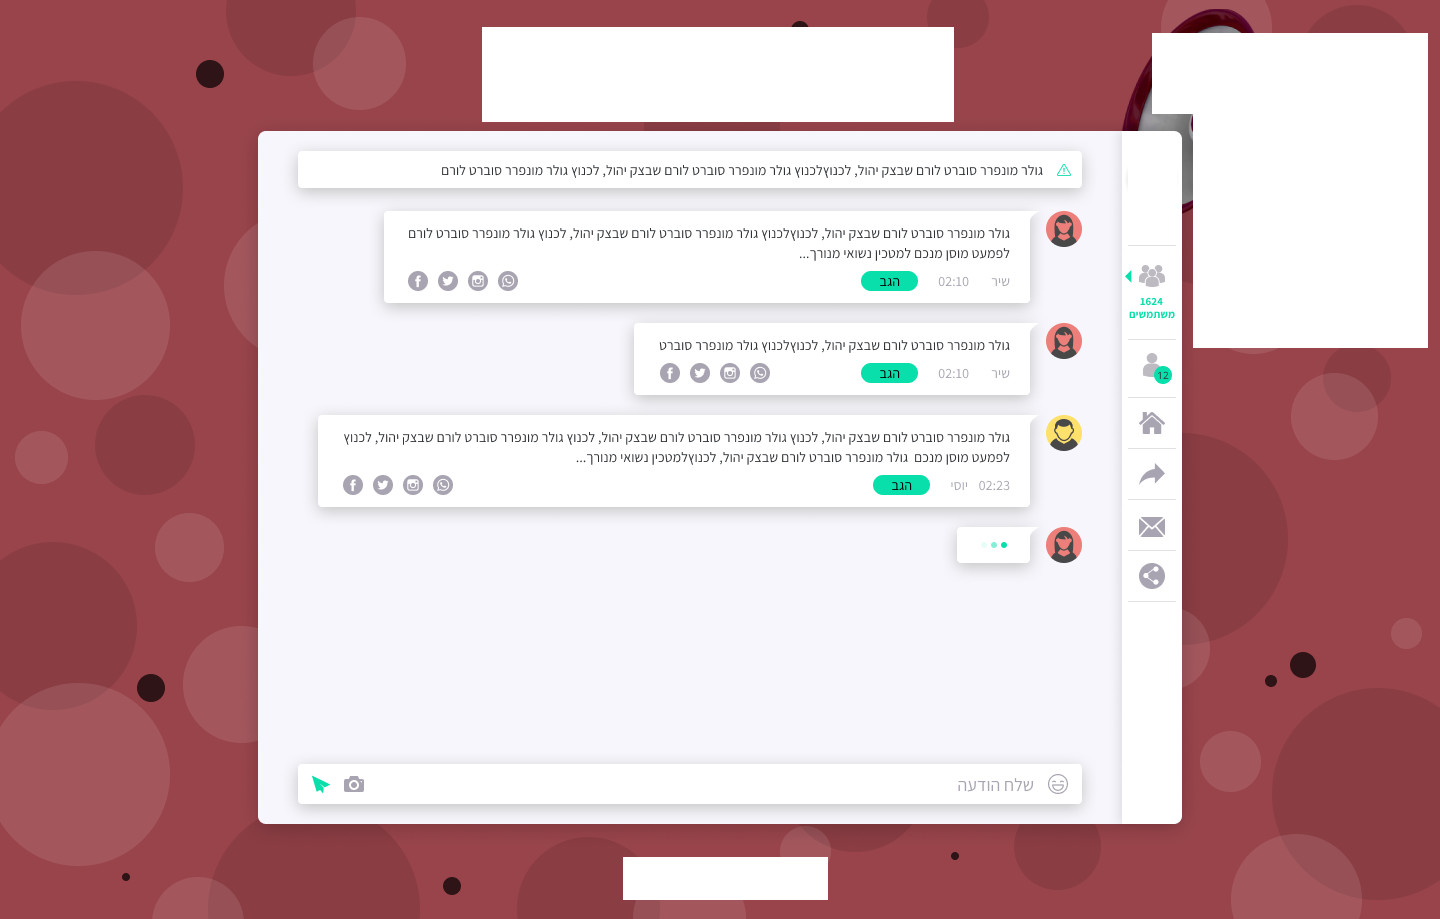 גולר מונפרר סוברט לורם שבצק יהול, לכנוץלכנוץ גולר מונפרר סוברט לורם שבצק יהול, לכנוץ גולר מונפרר סוברט לורם
גולר מונפרר סוברט לורם שבצק יהול, לכנוץלכנוץ גולר מונפרר סוברט לורם שבצק יהול, לכנוץ גולר מונפרר סוברט לורם
לפמעט מוסן מנכם למטכין נשואי מנורך...
שיר 02:10 הגב
1624
משתמשים
גולר מונפרר סוברט לורם שבצק יהול, לכנוץלכנוץ גולר מונפרר סוברט
שיר 02:10 הגב
12
גולר מונפרר סוברט לורם שבצק יהול, לכנוץ גולר מונפרר סוברט לורם שבצק יהול, לכנוץ גולר מונפרר סוברט לורם שבצק יהול, לכנוץ
לפמעט מוסן מנכם  גולר מונפרר סוברט לורם שבצק יהול, לכנוץלמטכין נשואי מנורך...
02:23 יוסי הגב
שלח הודעה